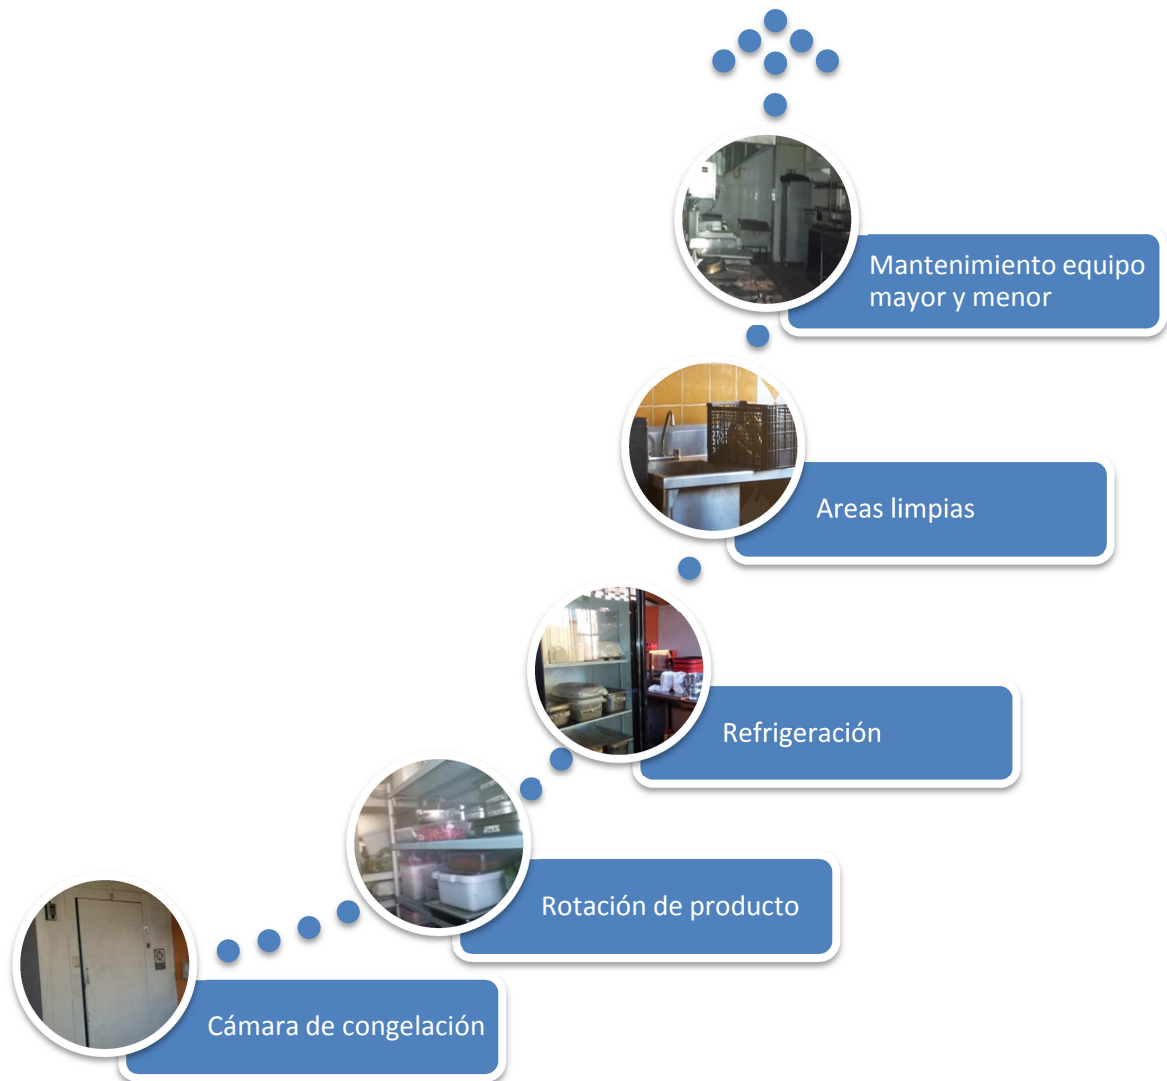 Mantenimiento equipo
mayor y menor
Areas limpias
Refrigeración
Rotación de producto
Cámara de congelación